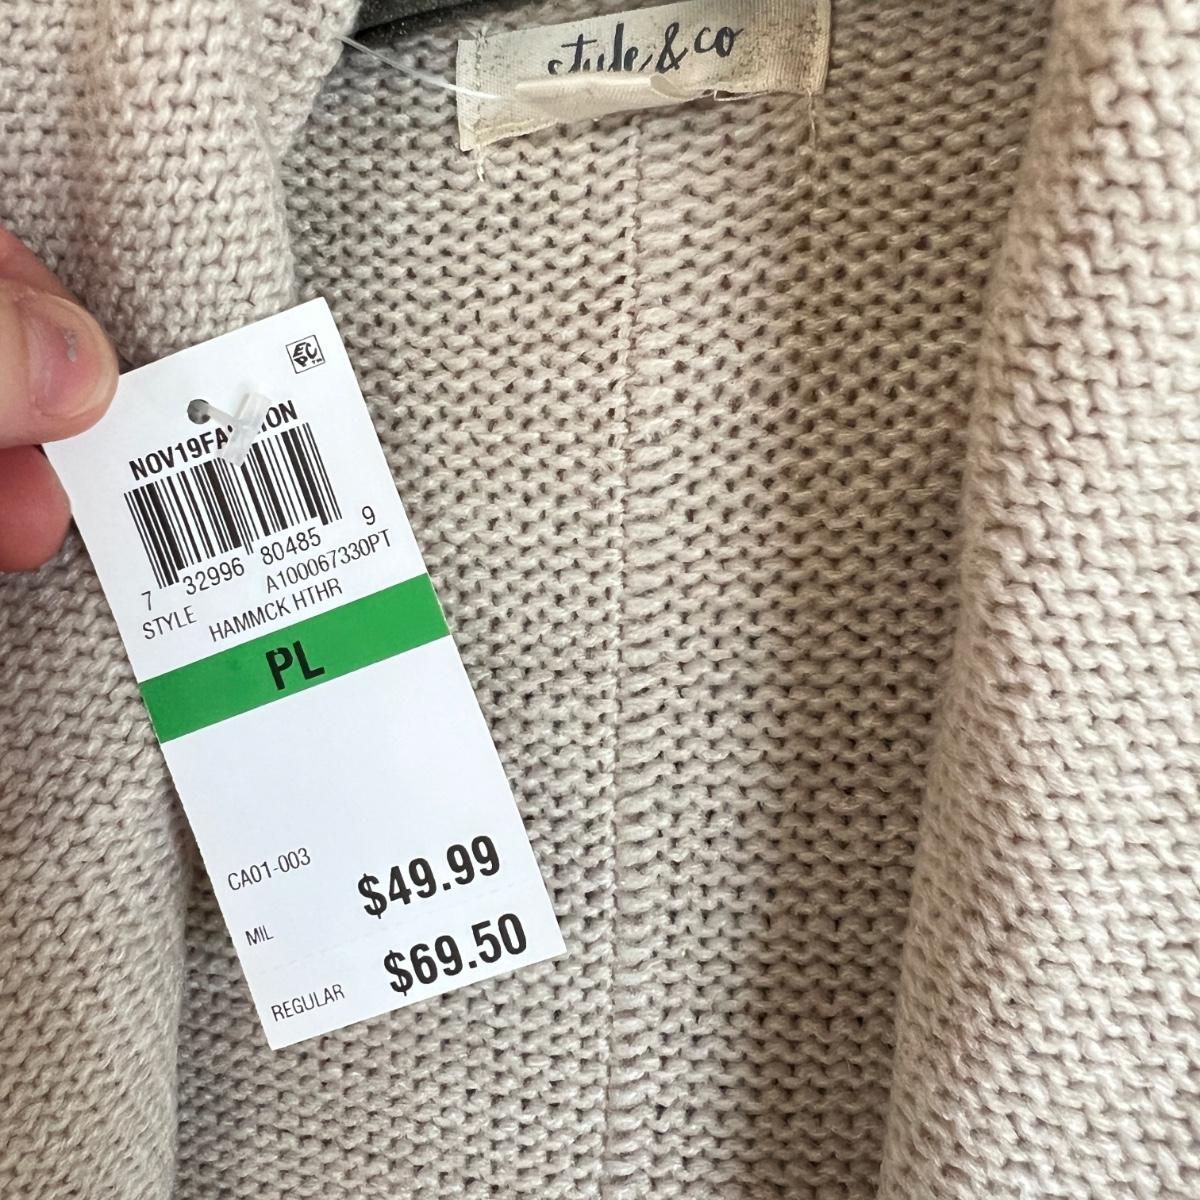 style & co
NOV19FASHION
7 32996 80485 9
STYLE A100067330PT
HAMMCK HTHR
PL
CA01-003
$49.99
MIL
$69.50
REGULAR